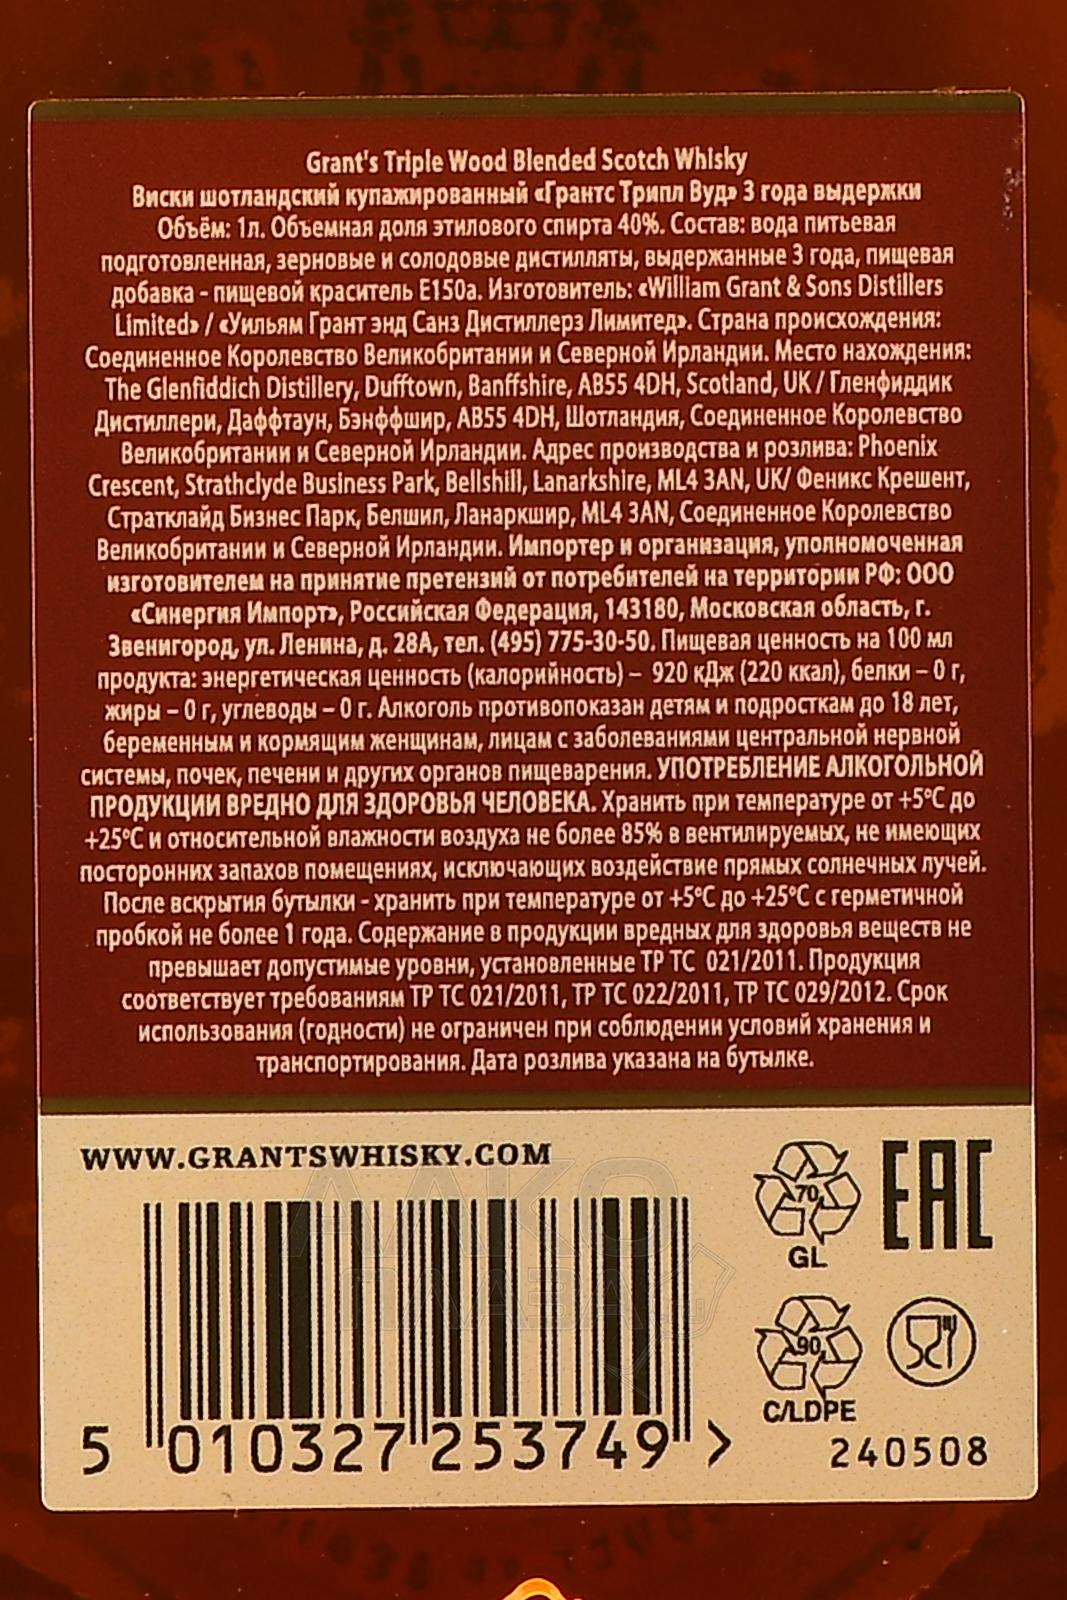 Grant's Triple Wood Blended Scotch Whisky
Виски шотландский купажированный «Грантс Трипл Вуд» 3 года выдержки
Объём: 1л. Объемная доля этилового спирта 40%. Состав: вода питьевая
подготовленная, зерновые и солодовые дистилляты, выдержанные 3 года, пищевая
добавка - пищевой краситель Е150а. Изготовитель: «William Grant & Sons Distillers
Limited» / «Уильям Грант энд Санз Дистиллерз Лимитед». Страна происхождения:
Соединенное Королевство Великобритании и Северной Ирландии. Место нахождения:
The Glenfiddich Distillery, Dufftown, Banffshire, AB55 4DH, Scotland, UK / Гленфиддик
Дистиллери, Даффтаун, Бэнффшир, AB55 4DH, Шотландия, Соединенное Королевство
Великобритании и Северной Ирландии. Адрес производства и розлива: Phoenix
Crescent, Strathclyde Business Park, Bellshill, Lanarkshire, ML4 3AN, UK/ Феникс Крешент,
Стратклайд Бизнес Парк, Белшил, Ланаркшир, ML4 3AN, Соединенное Королевство
Великобритании и Северной Ирландии. Импортер и организация, уполномоченная
изготовителем на принятие претензий от потребителей на территории РФ: ООО
«Синергия Импорт», Российская Федерация, 143180, Московская область, г.
Звенигород, ул. Ленина, д. 28А, тел. (495) 775-30-50. Пищевая ценность на 100 мл
продукта: энергетическая ценность (калорийность) – 920 кДж (220 ккал), белки – 0 г,
жиры – 0 г, углеводы – 0 г. Алкоголь противопоказан детям и подросткам до 18 лет,
беременным и кормящим женщинам, лицам с заболеваниями центральной нервной
системы, почек, печени и других органов пищеварения. УПОТРЕБЛЕНИЕ АЛКОГОЛЬНОЙ
ПРОДУКЦИИ ВРЕДНО ДЛЯ ЗДОРОВЬЯ ЧЕЛОВЕКА. Хранить при температуре от +5°С до
+25°С и относительной влажности воздуха не более 85% в вентилируемых, не имеющих
посторонних запахов помещениях, исключающих воздействие прямых солнечных лучей.
После вскрытия бутылки - хранить при температуре от +5°С до +25°С с герметичной
пробкой не более 1 года. Содержание в продукции вредных для здоровья веществ не
превышает допустимые уровни, установленные ТР ТС 021/2011. Продукция
соответствует требованиям ТР ТС 021/2011, ТР ТС 022/2011, ТР ТС 029/2012. Срок
использования (годности) не ограничен при соблюдении условий хранения и
транспортирования. Дата розлива указана на бутылке.
WWW.GRANTSWHISKY.COM
70
GL
EAC
АЛКО
ПЛАЗА
90
C/LDPE
5 010327 253749 >
240508